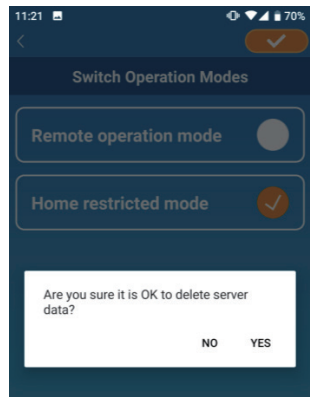 11:21 70%
Switch Operation Modes
Remote operation mode
Home restricted mode
Are you sure it is OK to delete server
data?
NO YES